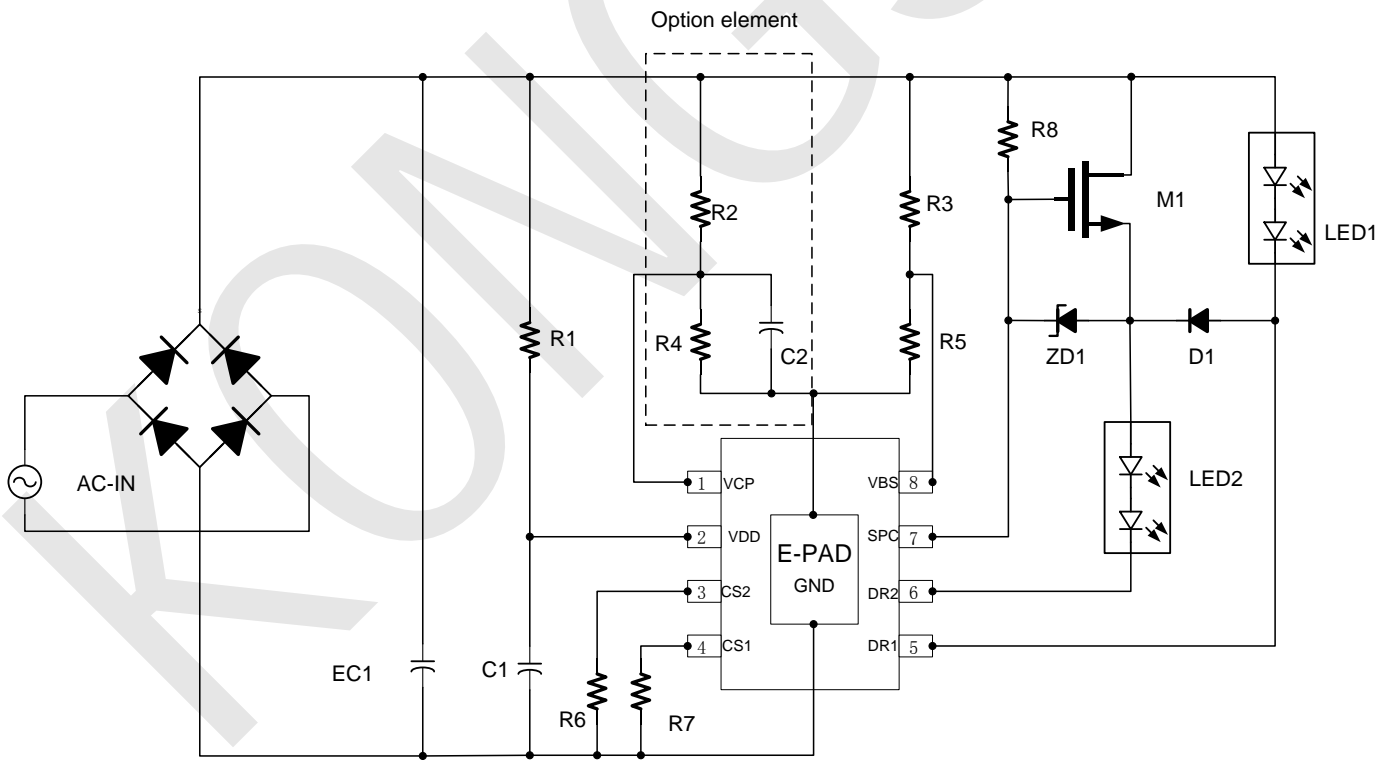 Option element
R8
R2
R3
M1
LED1
R1
R4
C2
R5
ZD1
D1
AC-IN
LED2
1
VCP
VBS
8
2
VDD
SPC
7
E-PAD
GND
3
CS2
DR2
6
4
CS1
DR1
5
EC1
C1
R6
R7
KONGS